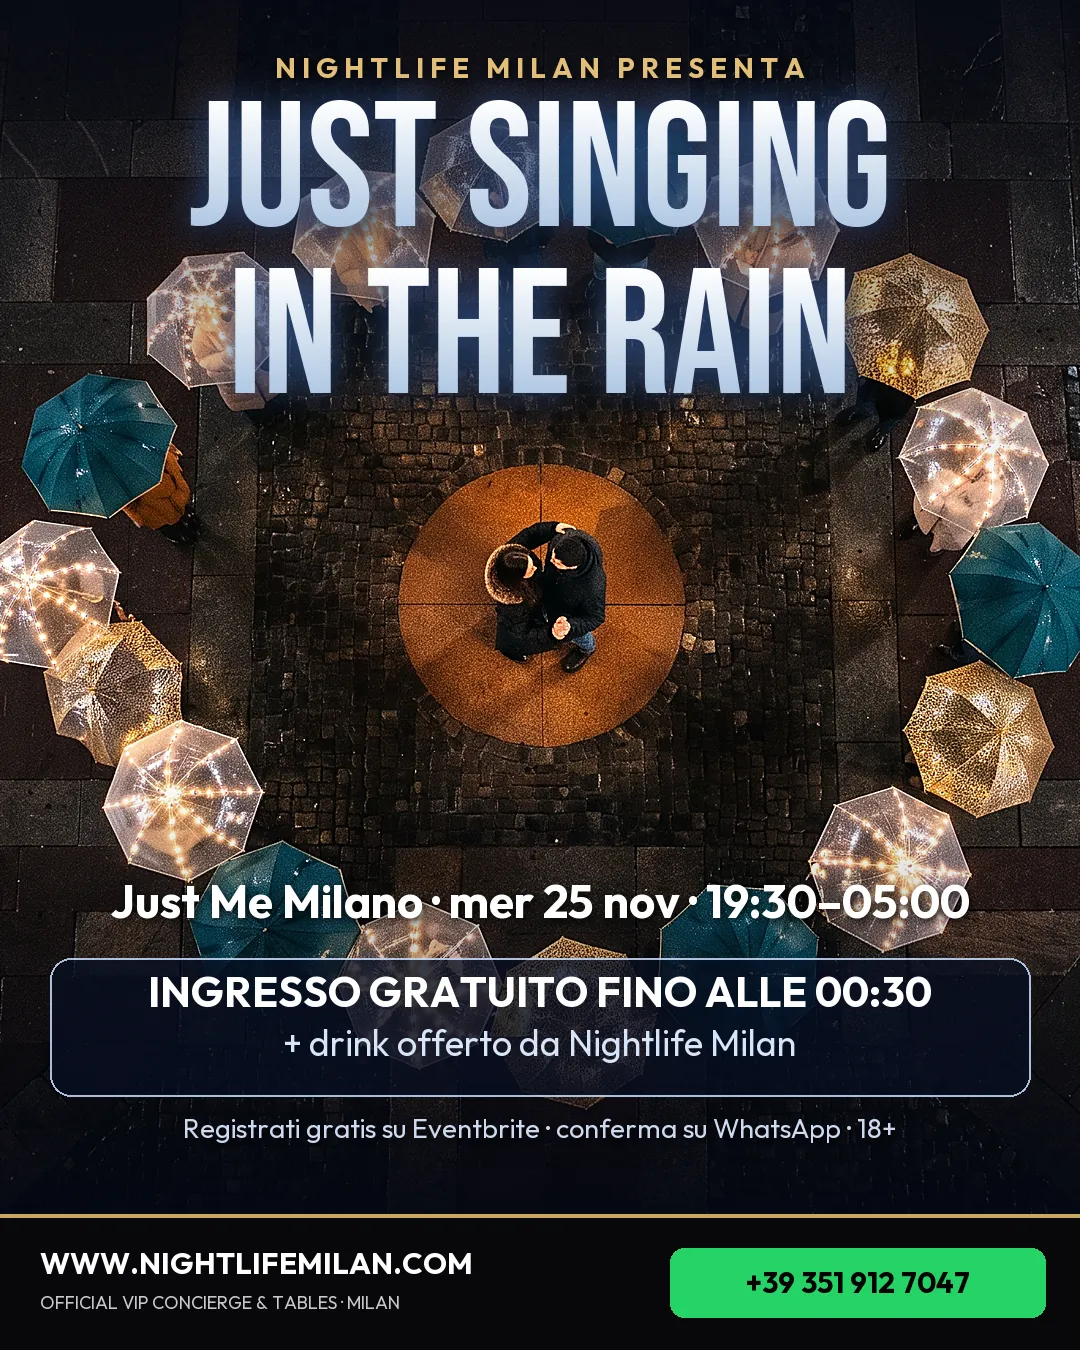 NIGHTLIFE MILAN PRESENTA
JUST SINGING
IN THE RAIN
Just Me Milano · mer 25 nov · 19:30–05:00
INGRESSO GRATUITO FINO ALLE 00:30
+ drink offerto da Nightlife Milan
Registrati gratis su Eventbrite · conferma su WhatsApp · 18+
WWW.NIGHTLIFEMILAN.COM
OFFICIAL VIP CONCIERGE & TABLES · MILAN
+39 351 912 7047